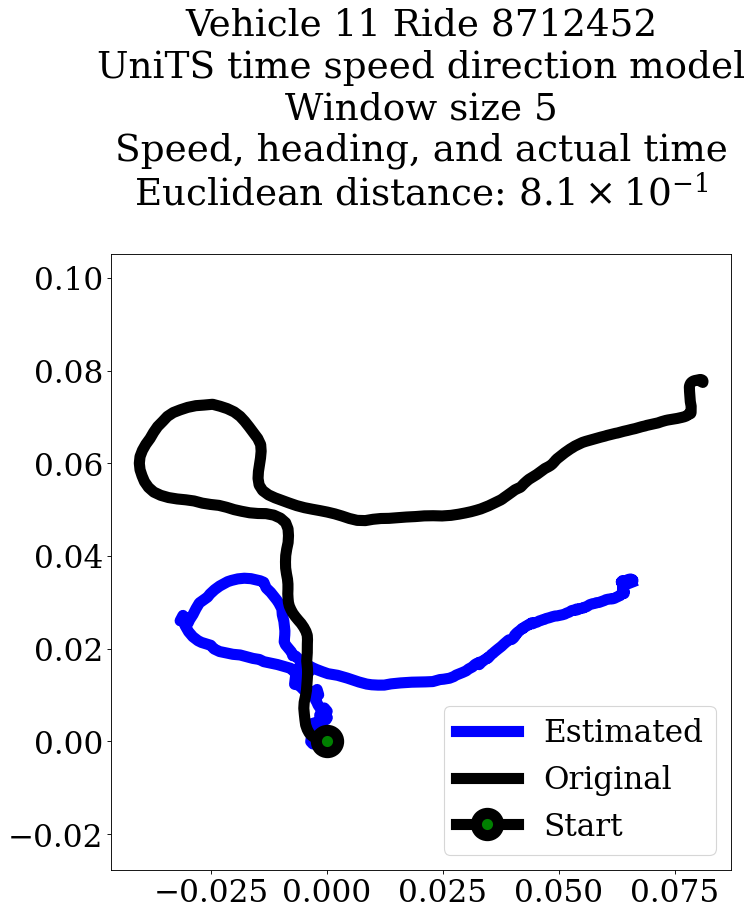 Vehicle 11 Ride 8712452
UniTS time speed direction model
Window size 5
Speed, heading, and actual time
Euclidean distance: 8.1 × 10⁻¹
0.10
0.08
0.06
0.04
0.02
0.00
−0.02
Estimated
Original
Start
−0.025 0.000 0.025 0.050 0.075